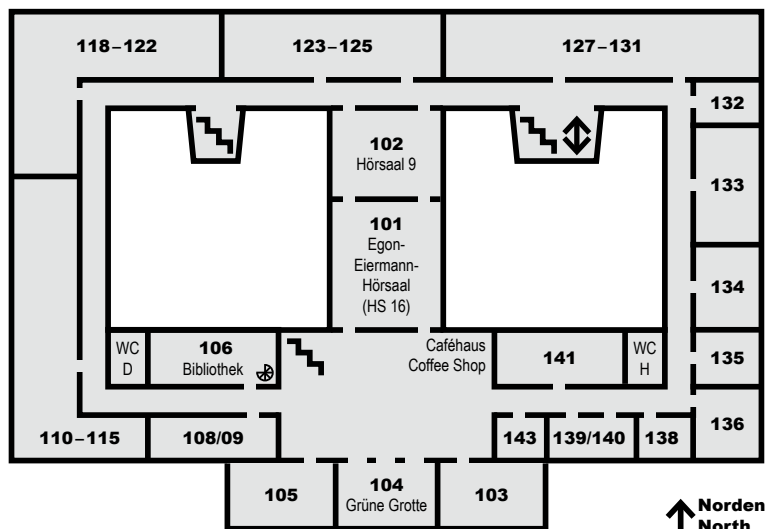 118–122
123–125
127–131
132
102
Hörsaal 9
133
101
Egon-
Eiermann-
Hörsaal
(HS 16)
134
WC
D
106
Bibliothek
Caféhaus
Coffee Shop
141
WC
H
135
110–115
108/09
143
139/140
138
136
105
104
Grüne Grotte
103
Norden
North